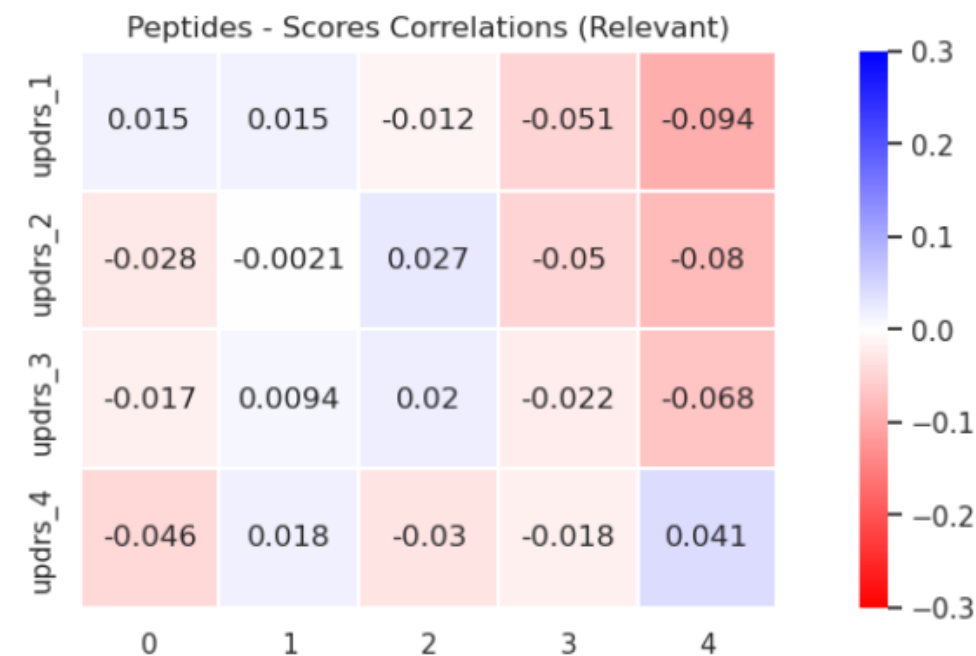 Peptides - Scores Correlations (Relevant)
updrs_1 0.015 0.015 -0.012 -0.051 -0.094
updrs_2 -0.028 -0.0021 0.027 -0.05 -0.08
updrs_3 -0.017 0.0094 0.02 -0.022 -0.068
updrs_4 -0.046 0.018 -0.03 -0.018 0.041
0 1 2 3 4
0.3
0.2
0.1
0.0
−0.1
−0.2
−0.3